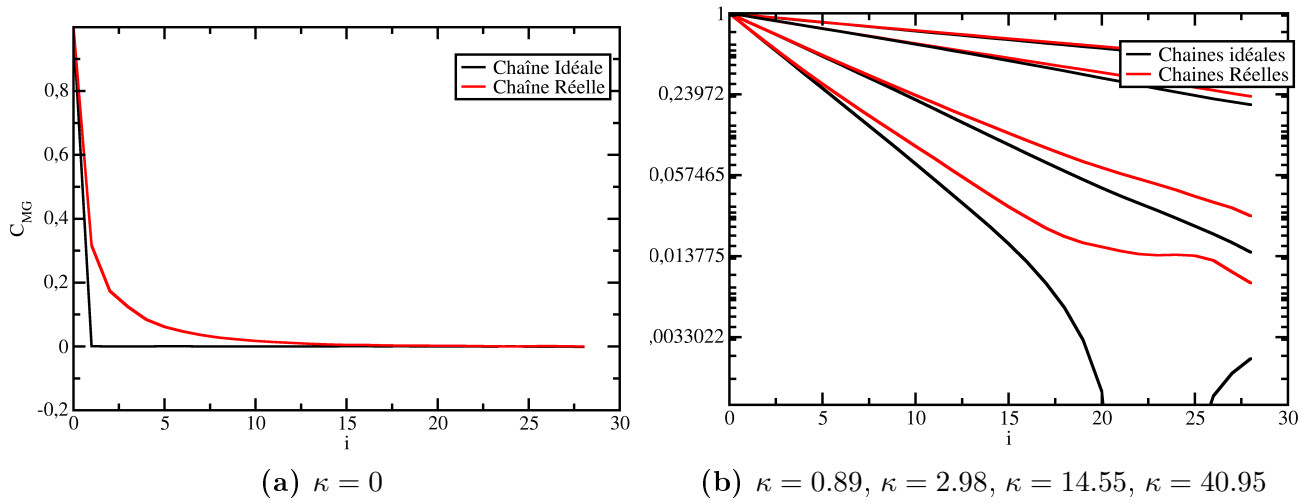 0,8
0,6
0,4
0,2
0
-0,2
C_MG
0 5 10 15 20 25 30
i
Chaîne Idéale
Chaîne Réelle
1
0,23972
0,057465
0,013775
,0033022
0 5 10 15 20 25 30
i
Chaines idéales
Chaines Réelles
(a) κ = 0
(b) κ = 0.89, κ = 2.98, κ = 14.55, κ = 40.95